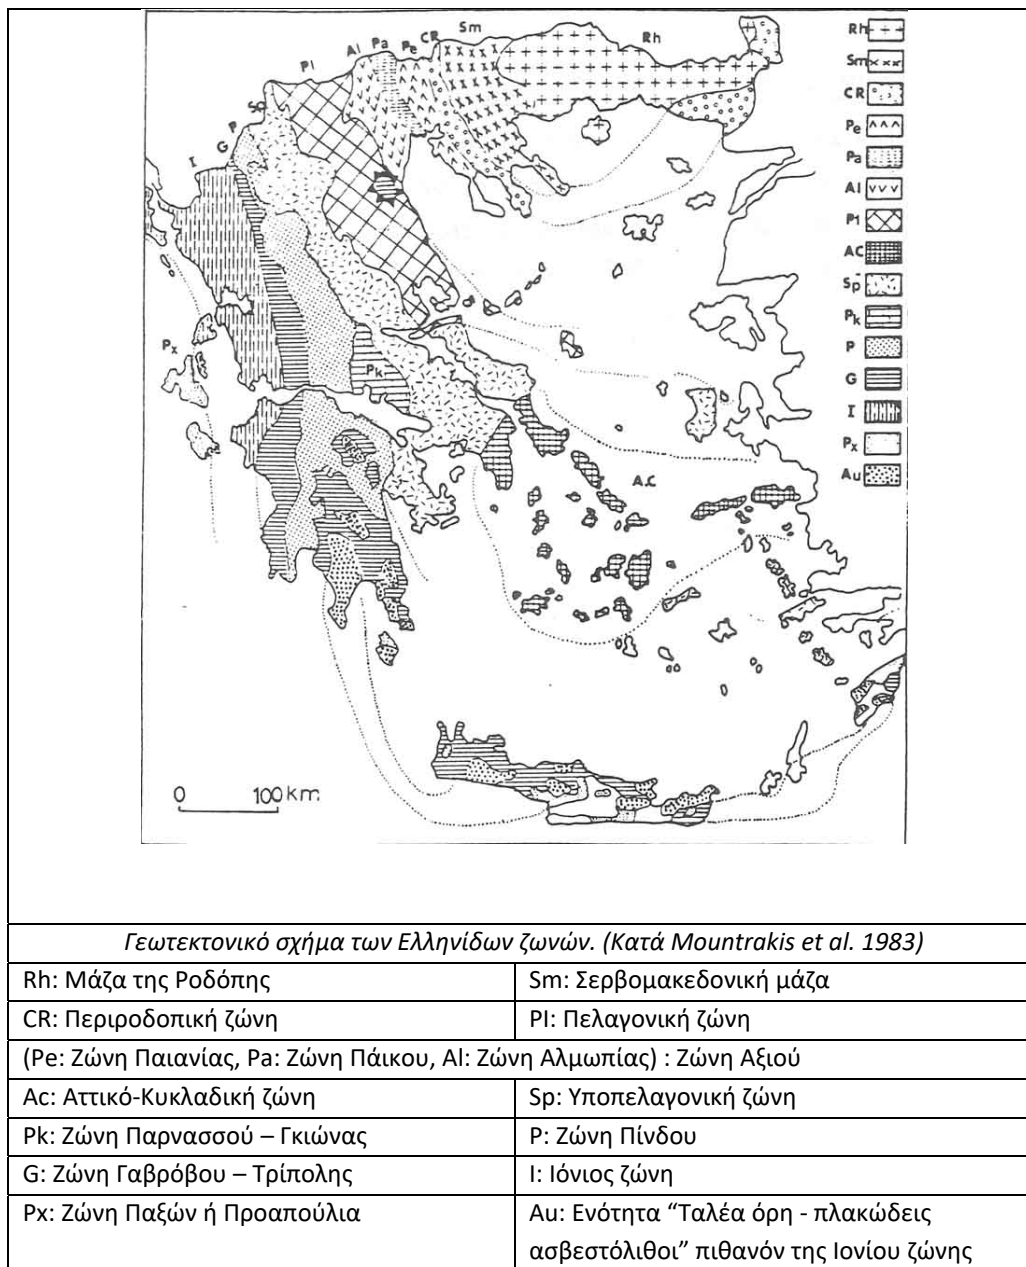 Sm
Rh
CR
Pe
Pa
Al
Pl
Sp
P
G
I
Px
Pk
A.C
0 100 Km.
Rh
Sm
CR
Pe
Pa
Al
Pl
AC
Sp
Pk
P
G
I
Px
Au
Γεωτεκτονικό σχήμα των Ελληνίδων ζωνών. (Κατά Mountrakis et al. 1983)
Rh: Μάζα της Ροδόπης
Sm: Σερβομακεδονική μάζα
CR: Περιροδοπική ζώνη
Pl: Πελαγονική ζώνη
(Pe: Ζώνη Παιανίας, Pa: Ζώνη Πάικου, Al: Ζώνη Αλμωπίας) : Ζώνη Αξιού
Ac: Αττικό-Κυκλαδική ζώνη
Sp: Υποπελαγονική ζώνη
Pk: Ζώνη Παρνασσού – Γκιώνας
P: Ζώνη Πίνδου
G: Ζώνη Γαβρόβου – Τρίπολης
I: Ιόνιος ζώνη
Px: Ζώνη Παξών ή Προαπούλια
Au: Ενότητα “Ταλέα όρη - πλακώδεις
ασβεστόλιθοι” πιθανόν της Ιονίου ζώνης